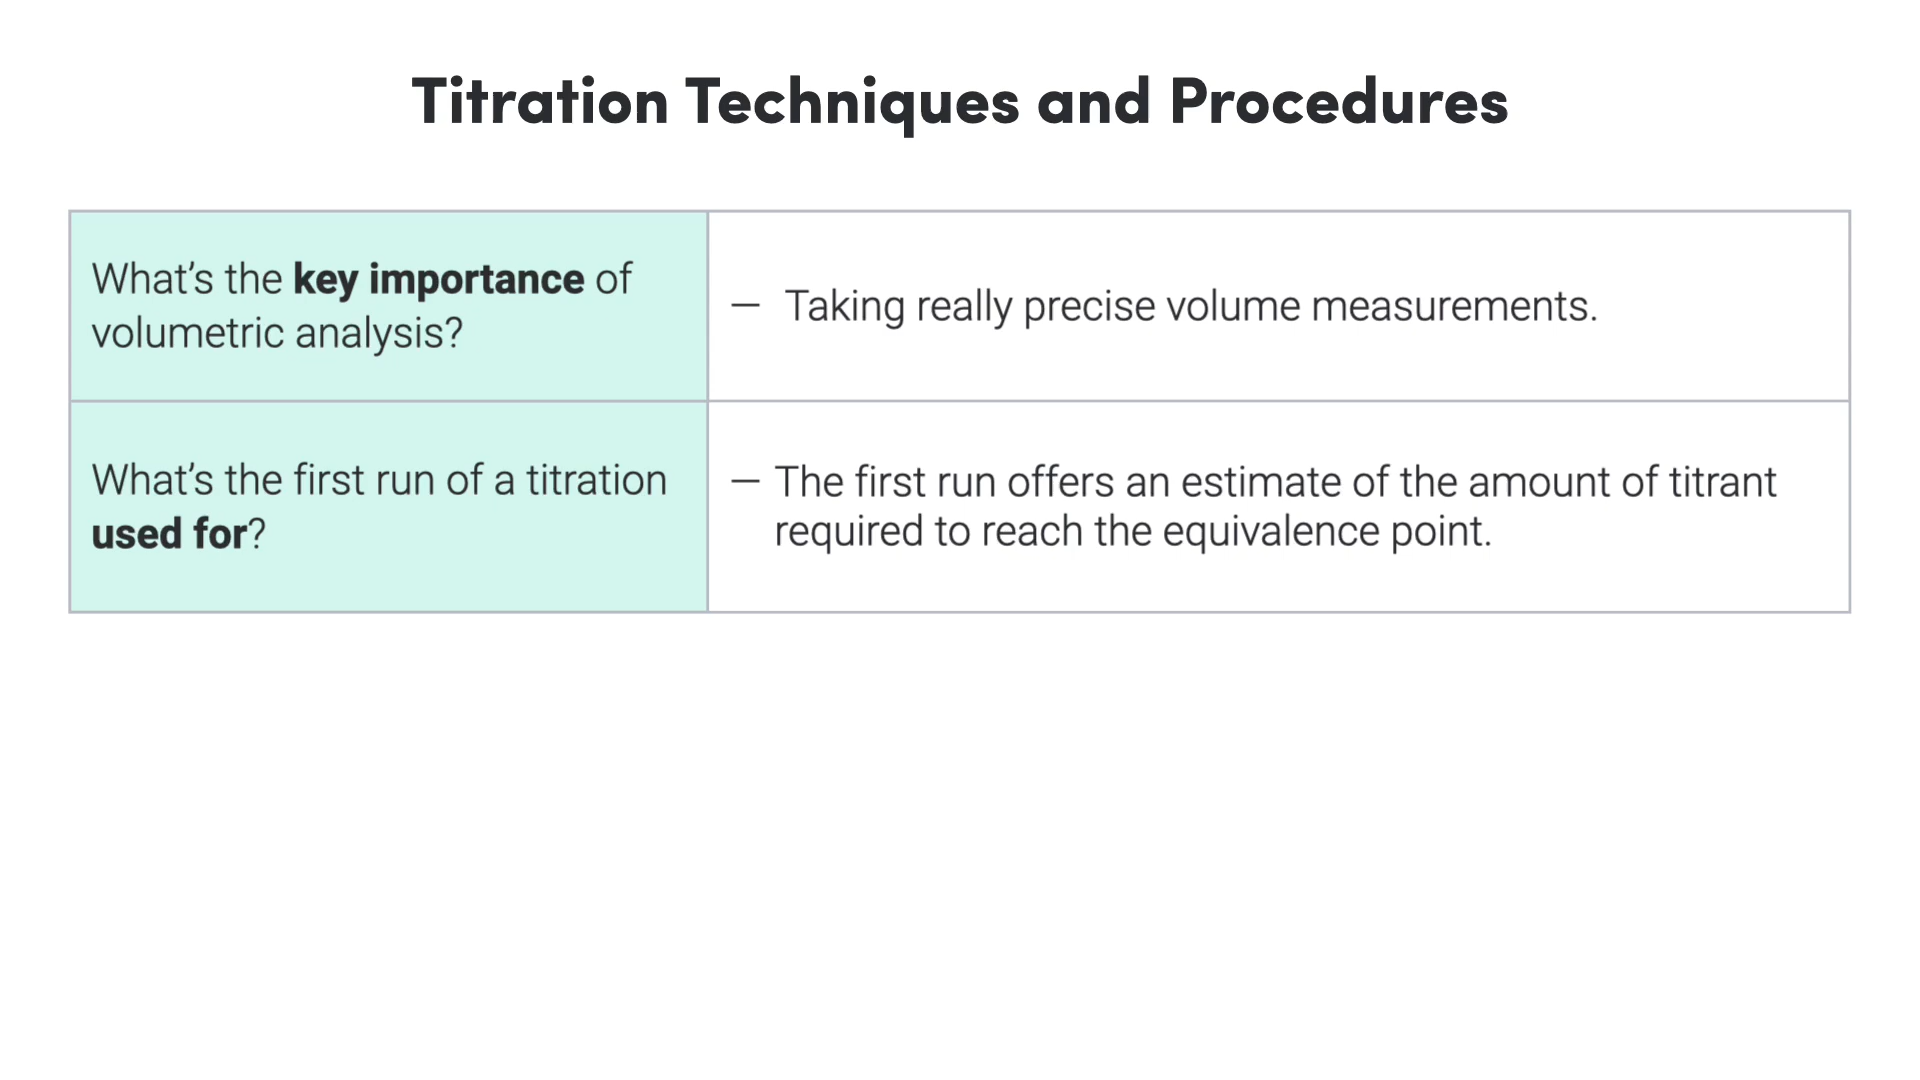 Titration Techniques and Procedures
What’s the key importance of
volumetric analysis?
— Taking really precise volume measurements.
What’s the first run of a titration
used for?
— The first run offers an estimate of the amount of titrant
required to reach the equivalence point.